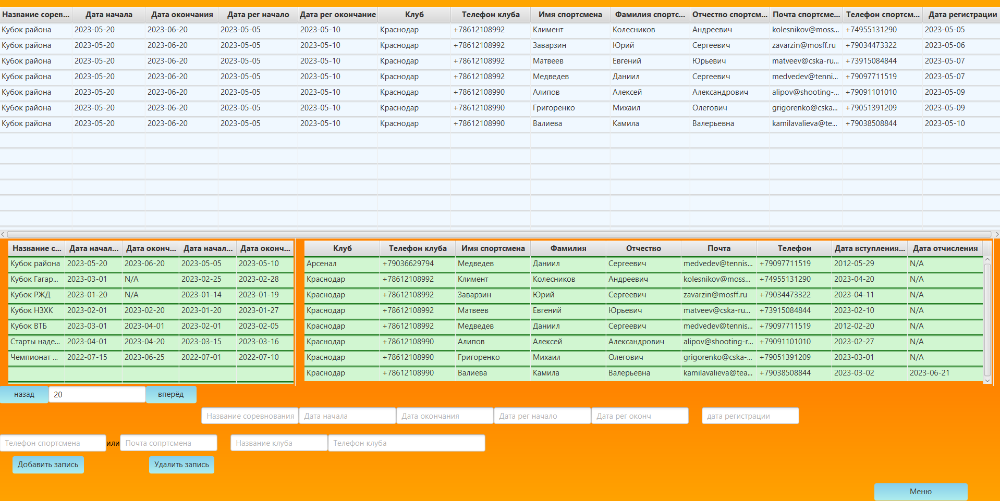 Название сорев... Дата начала Дата окончания Дата рег начало Дата рег окончание Клуб Телефон клуба Имя спортсмена Фамилия спортс... Отчество спортсм... Почта спортсме... Телефон спортсм... Дата регистрации
Кубок района 2023-05-20 2023-06-20 2023-05-05 2023-05-10 Краснодар +78612108992 Климент Колесников Андреевич kolesnikov@moss... +74955131290 2023-05-05
Кубок района 2023-05-20 2023-06-20 2023-05-05 2023-05-10 Краснодар +78612108992 Заварзин Юрий Сергеевич zavarzin@mosff.ru +79034473322 2023-05-06
Кубок района 2023-05-20 2023-06-20 2023-05-05 2023-05-10 Краснодар +78612108992 Матвеев Евгений Юрьевич matveev@cska-ru... +73915084844 2023-05-07
Кубок района 2023-05-20 2023-06-20 2023-05-05 2023-05-10 Краснодар +78612108992 Медведев Даниил Сергеевич medvedev@tenni... +79097711519 2023-05-07
Кубок района 2023-05-20 2023-06-20 2023-05-05 2023-05-10 Краснодар +78612108990 Алипов Алексей Александрович alipov@shooting-... +79091101010 2023-05-09
Кубок района 2023-05-20 2023-06-20 2023-05-05 2023-05-10 Краснодар +78612108990 Григоренко Михаил Олегович grigorenko@cska... +79051391209 2023-05-09
Кубок района 2023-05-20 2023-06-20 2023-05-05 2023-05-10 Краснодар +78612108990 Валиева Камила Валерьевна kamilavalieva@te... +79038508844 2023-05-10
Название с... Дата начал... Дата оконч... Дата начал... Дата оконч...
Кубок района 2023-05-20 2023-06-20 2023-05-05 2023-05-10
Кубок Гагар... 2023-03-01 N/A 2023-02-25 2023-02-28
Кубок РЖД 2023-01-20 N/A 2023-01-14 2023-01-19
Кубок НЗХК 2023-02-01 2023-02-20 2023-01-20 2023-01-27
Кубок ВТБ 2023-03-01 2023-04-01 2023-02-01 2023-02-05
Старты наде... 2023-04-01 2023-04-20 2023-03-15 2023-03-16
Чемпионат ... 2022-07-15 2023-06-25 2022-07-01 2022-07-10
Клуб Телефон клуба Имя спортсмена Фамилия Отчество Почта Телефон Дата вступления... Дата отчисления
Арсенал +79036629794 Медведев Даниил Сергеевич medvedev@tennis... +79097711519 2012-05-29 N/A
Краснодар +78612108992 Климент Колесников Андреевич kolesnikov@moss... +74955131290 2023-04-20 N/A
Краснодар +78612108992 Заварзин Юрий Сергеевич zavarzin@mosff.ru +79034473322 2023-04-11 N/A
Краснодар +78612108992 Матвеев Евгений Юрьевич matveev@cska-ru... +73915084844 2023-02-10 N/A
Краснодар +78612108992 Медведев Даниил Сергеевич medvedev@tennis... +79097711519 2012-02-20 N/A
Краснодар +78612108990 Алипов Алексей Александрович alipov@shooting-r... +79091101010 2023-02-27 N/A
Краснодар +78612108990 Григоренко Михаил Олегович grigorenko@cska-... +79051391209 2023-03-01 N/A
Краснодар +78612108990 Валиева Камила Валерьевна kamilavalieva@tea... +79038508844 2023-03-02 2023-06-21
назад 20 вперёд
Название соревнования Дата начала Дата окончания Дата рег начало Дата рег оконч дата регистрации
Телефон спортсмена или Почта сопртсмена Название клуба Телефон клуба
Добавить запись Удалить запись
Меню